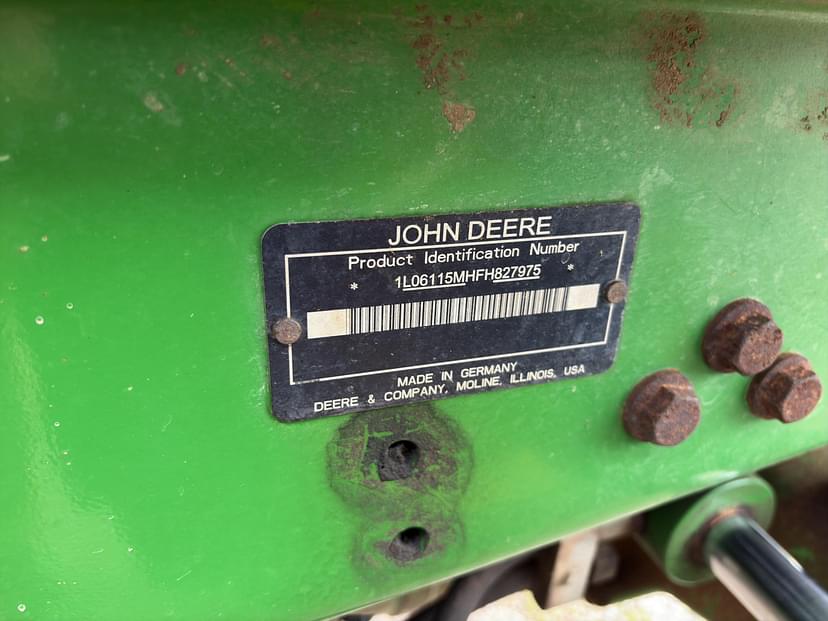 JOHN DEERE
Product Identification Number
* 1L06115MHFH827975 *
MADE IN GERMANY
DEERE & COMPANY, MOLINE, ILLINOIS, USA